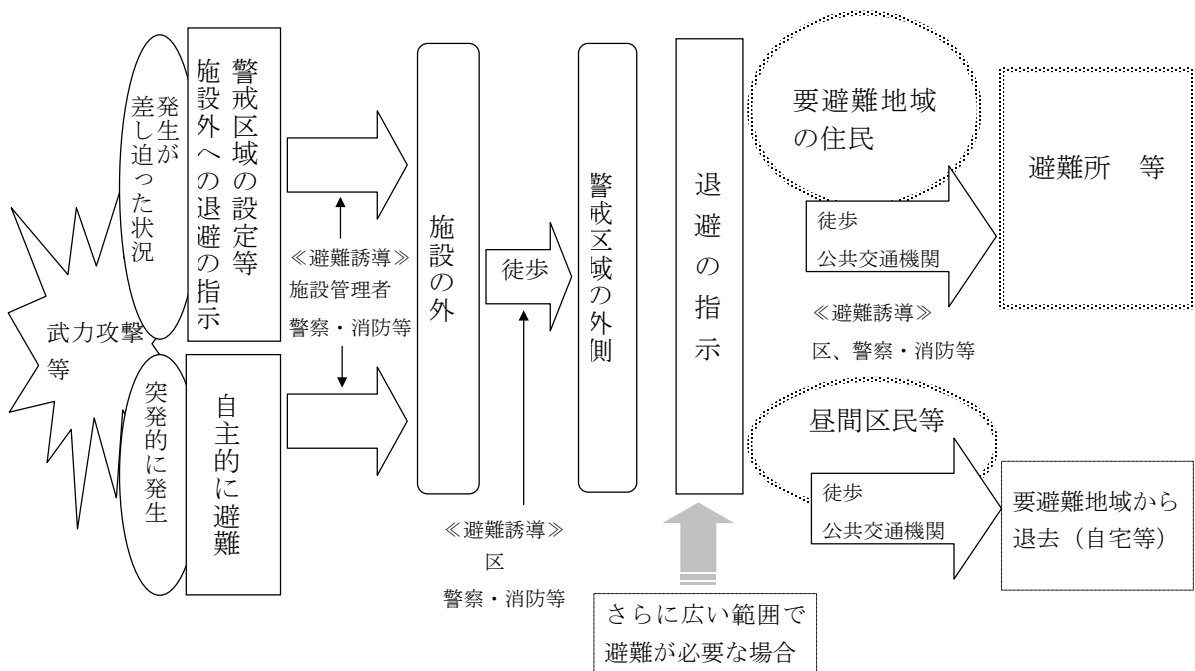 武力攻撃
等
発生が
差し迫った状況
警戒区域の設定等
施設外への退避の指示
突発的に発生
自主的に避難
≪避難誘導≫
施設管理者
警察・消防等
施設の外
徒歩
≪避難誘導≫
区
警察・消防等
警戒区域の外側
退避の指示
さらに広い範囲で
避難が必要な場合
要避難地域
の住民
徒歩
公共交通機関
≪避難誘導≫
区、警察・消防等
避難所　等
昼間区民等
徒歩
公共交通機関
要避難地域から
退去（自宅等）